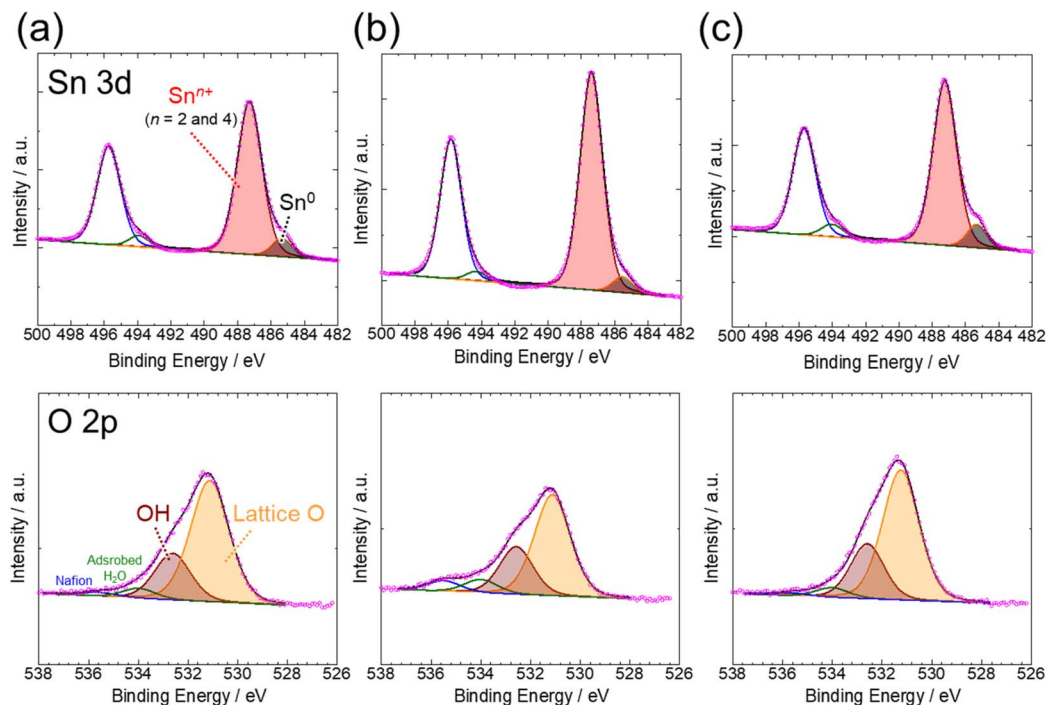 (a)
(b)
(c)
Sn 3d
Snⁿ⁺
(n = 2 and 4)
Sn⁰
Intensity / a.u.
500 498 496 494 492 490 488 486 484 482
Binding Energy / eV
Intensity / a.u.
500 498 496 494 492 490 488 486 484 482
Binding Energy / eV
Intensity / a.u.
500 498 496 494 492 490 488 486 484 482
Binding Energy / eV
O 2p
OH
Lattice O
Adsrobed
H₂O
Nafion
Intensity / a.u.
538 536 534 532 530 528 526
Binding Energy / eV
Intensity / a.u.
538 536 534 532 530 528 526
Binding Energy / eV
Intensity / a.u.
538 536 534 532 530 528 526
Binding Energy / eV